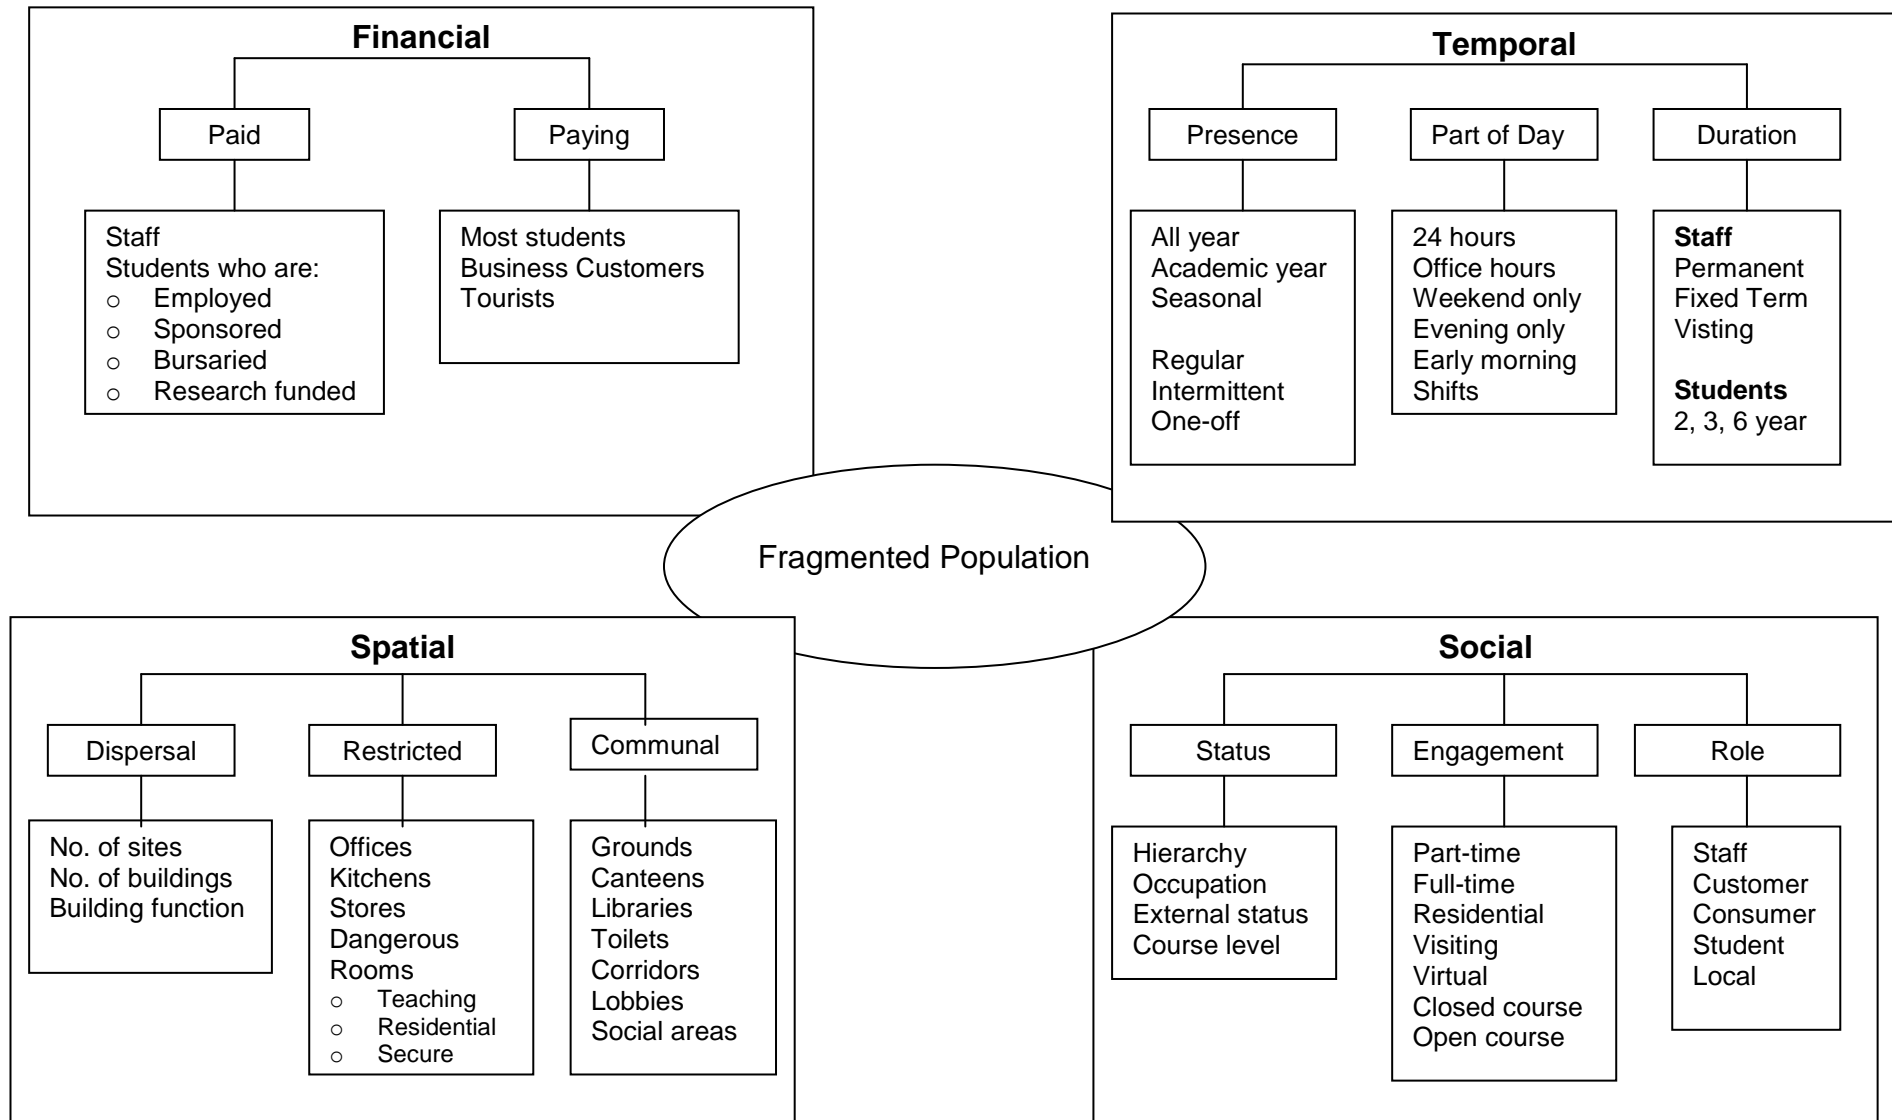 Financial
Paid
Paying
Staff
Students who are:
o Employed
o Sponsored
o Bursaried
o Research funded
Most students
Business Customers
Tourists
Temporal
Presence
Part of Day
Duration
All year
Academic year
Seasonal
Regular
Intermittent
One-off
24 hours
Office hours
Weekend only
Evening only
Early morning
Shifts
Staff
Permanent
Fixed Term
Visting
Students
2, 3, 6 year
Fragmented Population
Spatial
Dispersal
Restricted
Communal
No. of sites
No. of buildings
Building function
Offices
Kitchens
Stores
Dangerous
Rooms
o Teaching
o Residential
o Secure
Grounds
Canteens
Libraries
Toilets
Corridors
Lobbies
Social areas
Social
Status
Engagement
Role
Hierarchy
Occupation
External status
Course level
Part-time
Full-time
Residential
Visiting
Virtual
Closed course
Open course
Staff
Customer
Consumer
Student
Local